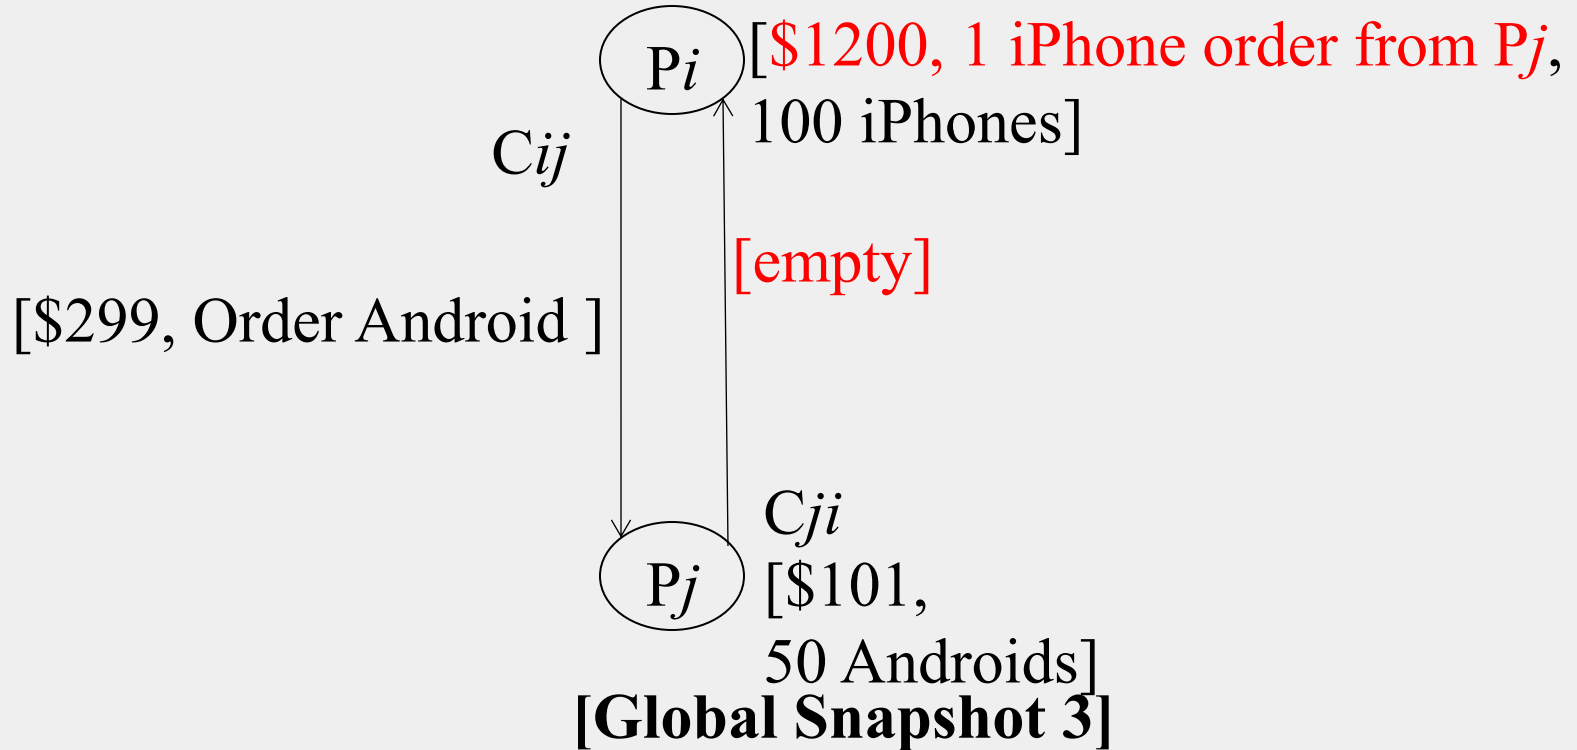 Pi
[$1200, 1 iPhone order from Pj,
100 iPhones]
Cij
[empty]
[$299, Order Android ]
Cji
Pj
[$101,
50 Androids]
[Global Snapshot 3]